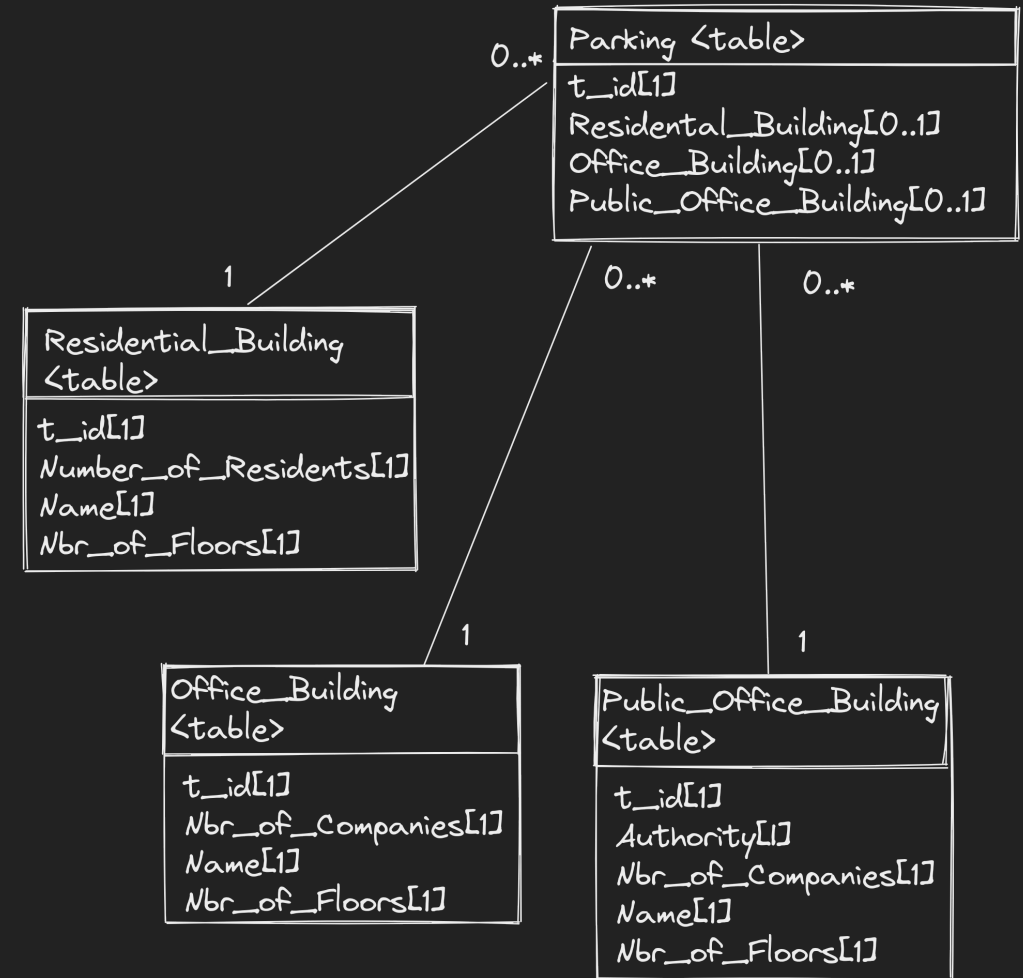 Parking <table>
0..*
t_id[1]
Residental_Building[0..1]
Office_Building[0..1]
Public_Office_Building[0..1]
0..*
0..*
1
Residential_Building
<table>
t_id[1]
Number_of_Residents[1]
Name[1]
Nbr_of_Floors[1]
1
Office_Building
<table>
t_id[1]
Nbr_of_Companies[1]
Name[1]
Nbr_of_Floors[1]
1
Public_Office_Building
<table>
t_id[1]
Authority[1]
Nbr_of_Companies[1]
Name[1]
Nbr_of_Floors[1]